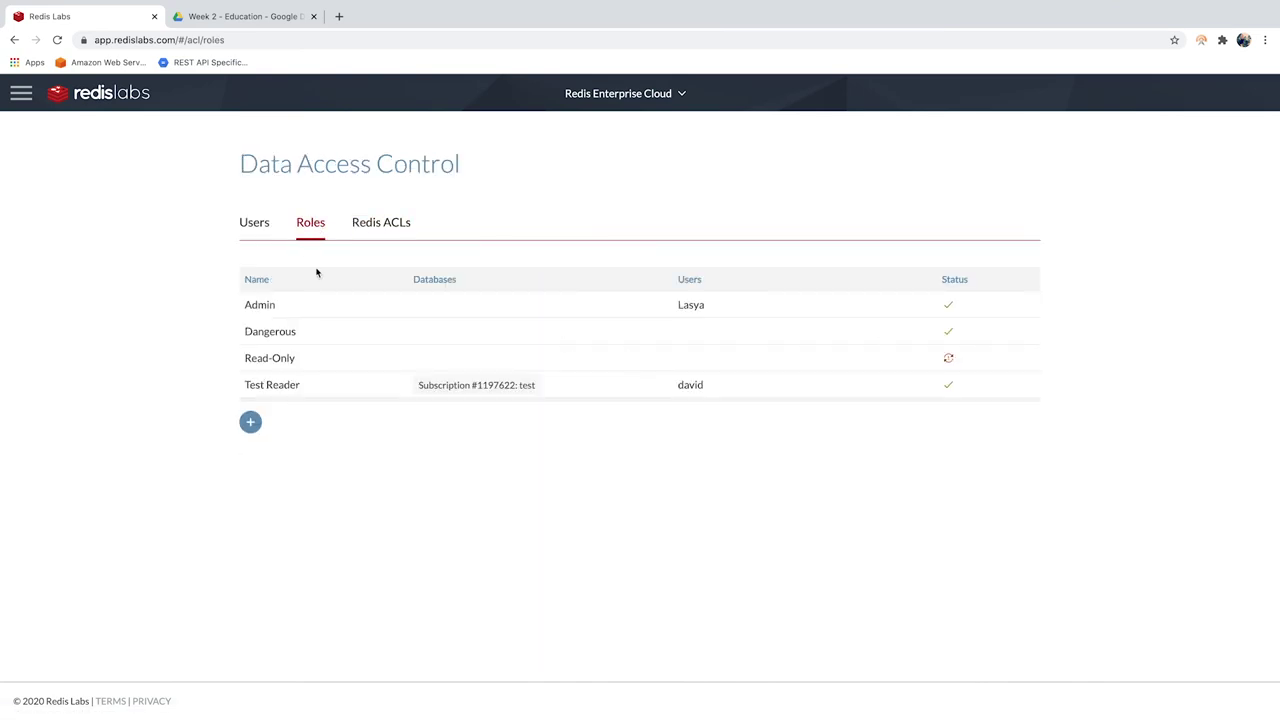 Redis Labs
Week 2 - Education - Google D
app.redislabs.com/#/acl/roles
Apps
Amazon Web Serv...
REST API Specific...
redislabs
Redis Enterprise Cloud
Data Access Control
Users Roles Redis ACLs
Name Databases Users Status
Admin Lasya
Dangerous
Read-Only
Test Reader Subscription #1197622: test david
© 2020 Redis Labs | TERMS | PRIVACY